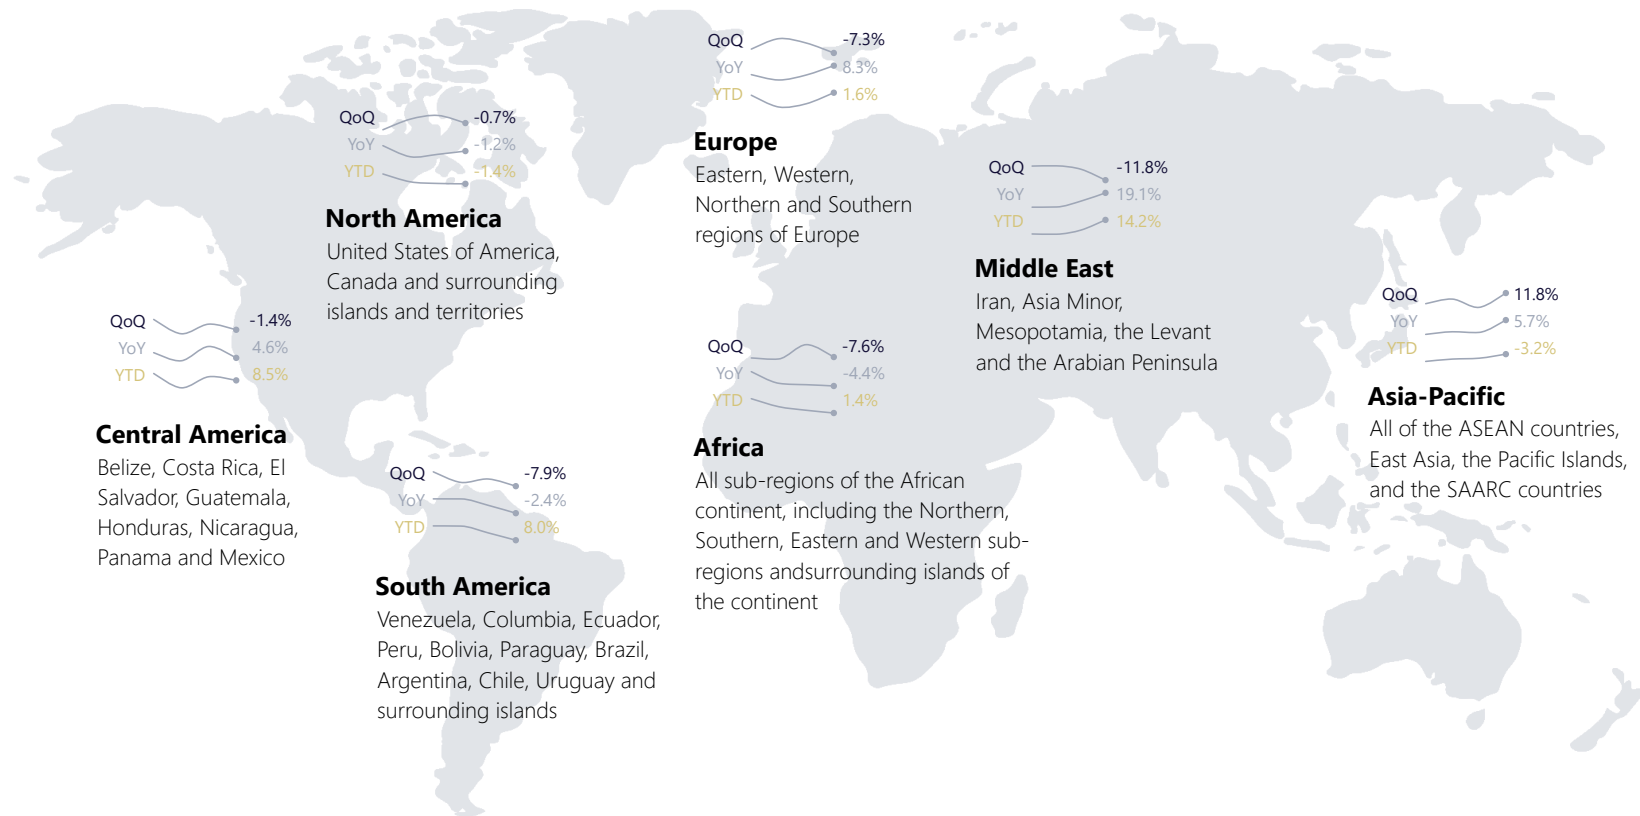 QoQ -7.3%
YoY 8.3%
YTD 1.6%
Europe
Eastern, Western,
Northern and Southern
regions of Europe
QoQ -0.7%
YoY -1.2%
YTD -1.4%
North America
United States of America,
Canada and surrounding
islands and territories
QoQ -11.8%
YoY 19.1%
YTD 14.2%
Middle East
Iran, Asia Minor,
Mesopotamia, the Levant
and the Arabian Peninsula
QoQ 11.8%
YoY 5.7%
YTD -3.2%
Asia-Pacific
All of the ASEAN countries,
East Asia, the Pacific Islands,
and the SAARC countries
QoQ -1.4%
YoY 4.6%
YTD 8.5%
Central America
Belize, Costa Rica, El
Salvador, Guatemala,
Honduras, Nicaragua,
Panama and Mexico
QoQ -7.6%
YoY -4.4%
YTD 1.4%
Africa
All sub-regions of the African
continent, including the Northern,
Southern, Eastern and Western sub-
regions andsurrounding islands of
the continent
QoQ -7.9%
YoY -2.4%
YTD 8.0%
South America
Venezuela, Columbia, Ecuador,
Peru, Bolivia, Paraguay, Brazil,
Argentina, Chile, Uruguay and
surrounding islands